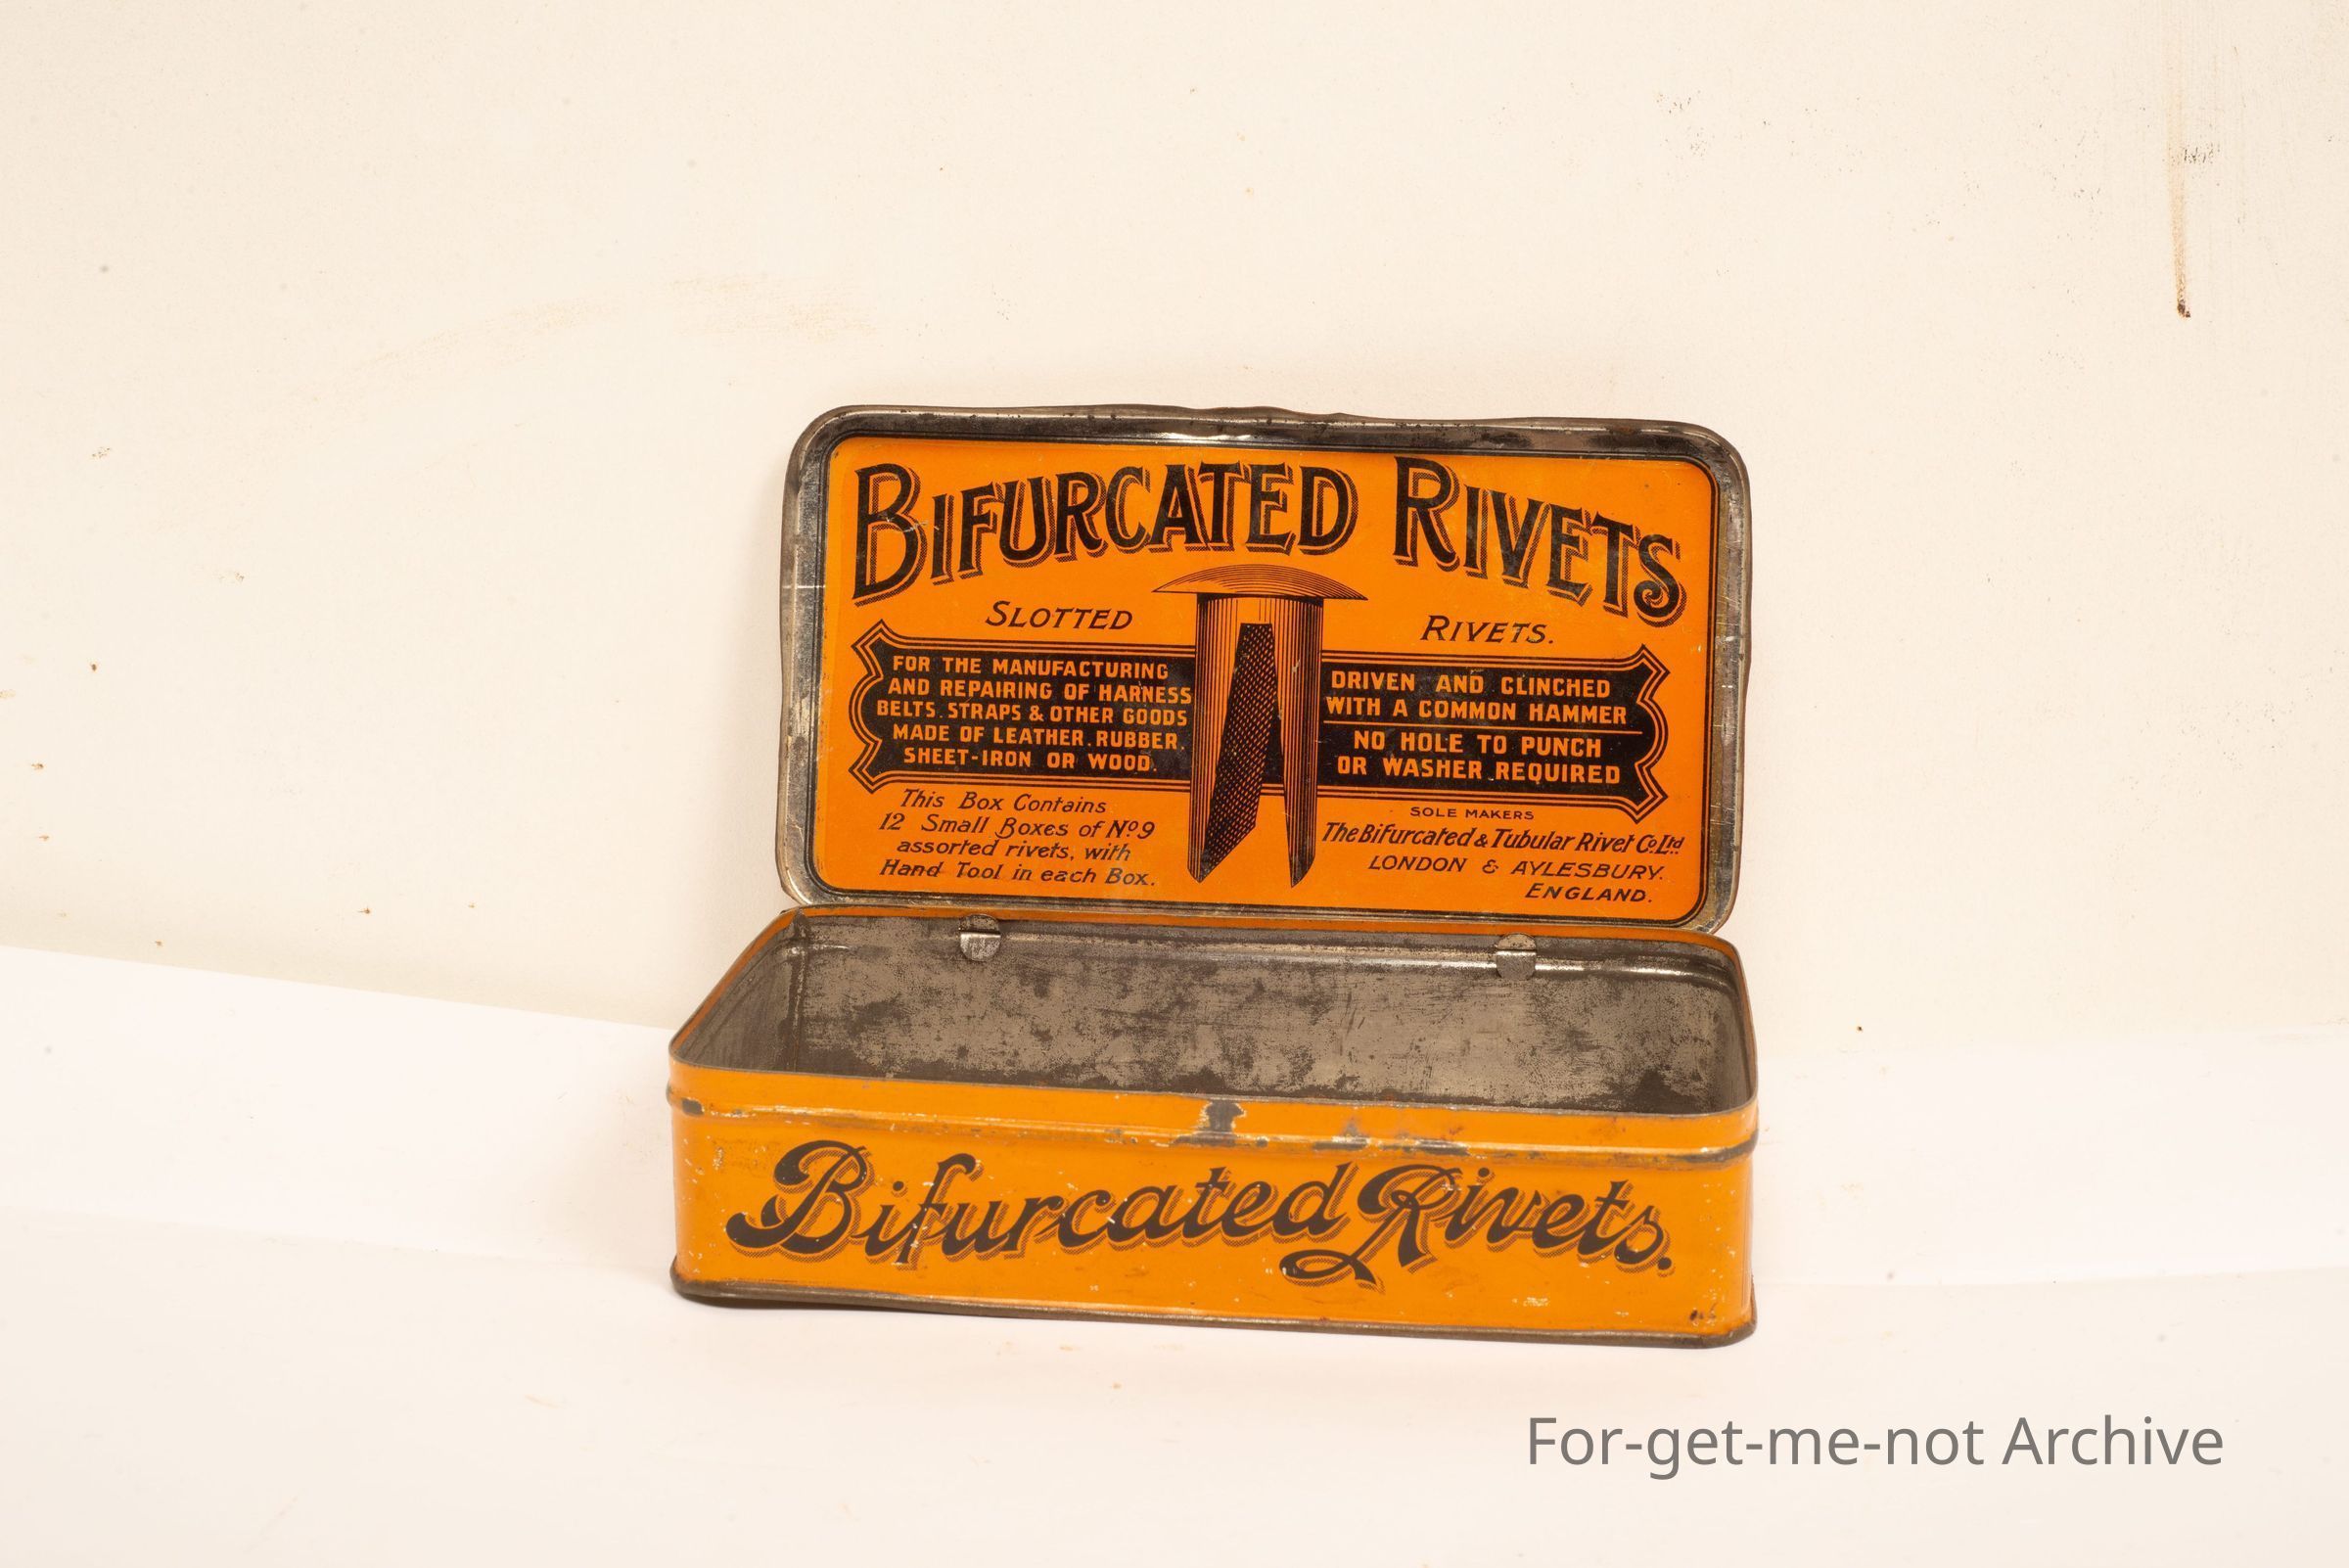 BIFURCATED RIVETS
SLOTTED RIVETS.
FOR THE MANUFACTURING
AND REPAIRING OF HARNESS
BELTS. STRAPS & OTHER GOODS
MADE OF LEATHER. RUBBER.
SHEET-IRON OR WOOD.
DRIVEN AND CLINCHED
WITH A COMMON HAMMER
NO HOLE TO PUNCH
OR WASHER REQUIRED
This Box Contains
12 Small Boxes of Nº9
assorted rivets, with
Hand Tool in each Box.
SOLE MAKERS
The Bifurcated & Tubular Rivet Co Ltd
LONDON & AYLESBURY.
ENGLAND.
Bifurcated Rivets.
For-get-me-not Archive